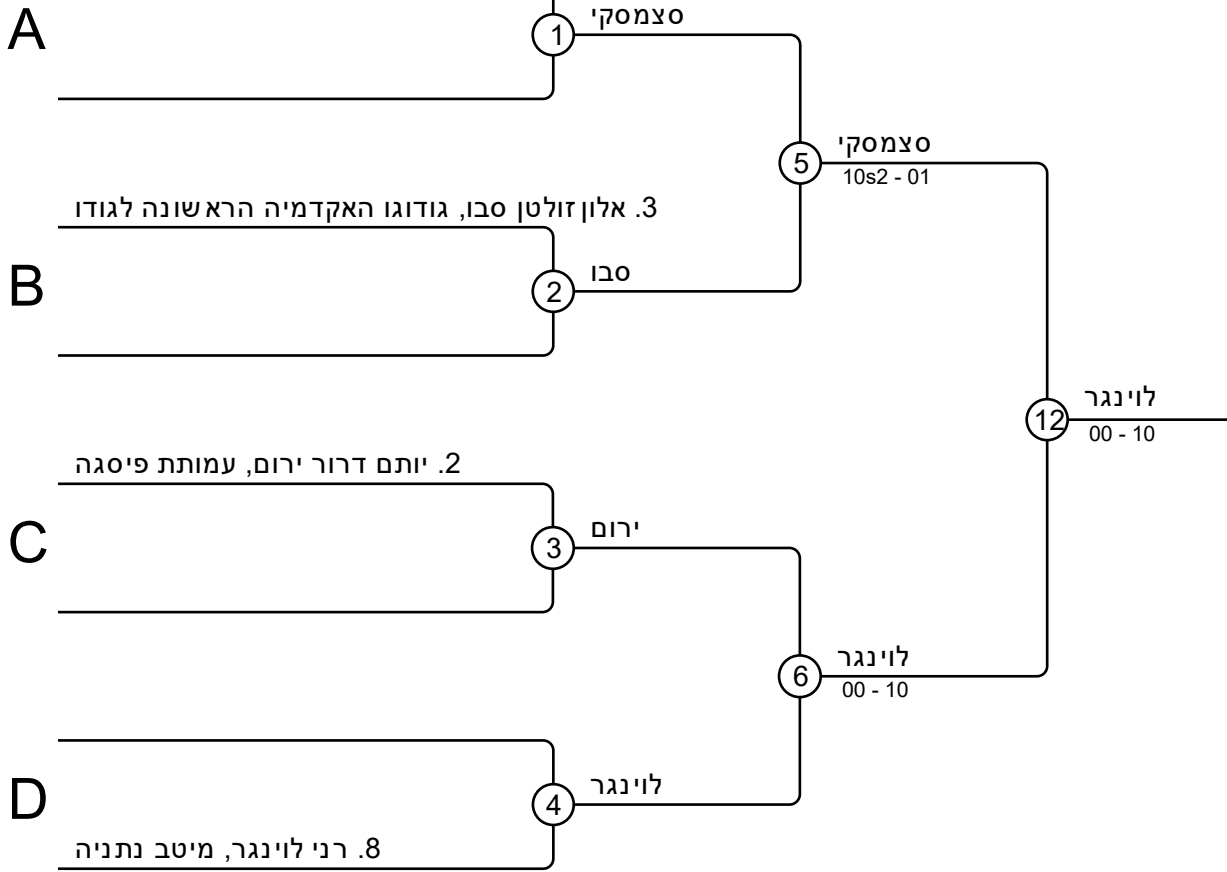 A
1
סצמסקי
5
סצמסקי
10s2 - 01
3. אלון זולטן סבו, גודוגו האקדמיה הראשונה לגודו
B
2
סבו
12
לוינגר
00 - 10
2. יותם דרור ירום, עמותת פיסגה
C
3
ירום
6
לוינגר
00 - 10
D
4
לוינגר
8. רני לוינגר, מיטב נתניה